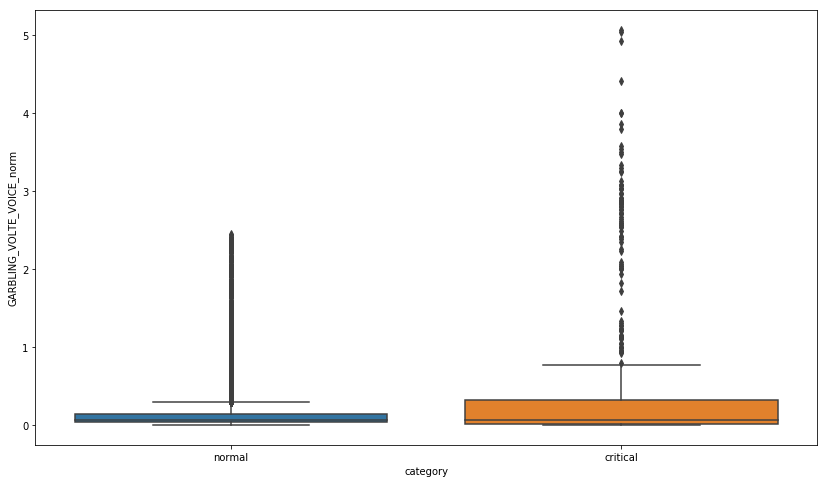 5
4
3
2
1
0
GARBLING_VOLTE_VOICE_norm
normal
critical
category